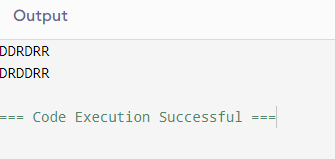 Output
DDRDRR
DRDDRR
=== Code Execution Successful ===